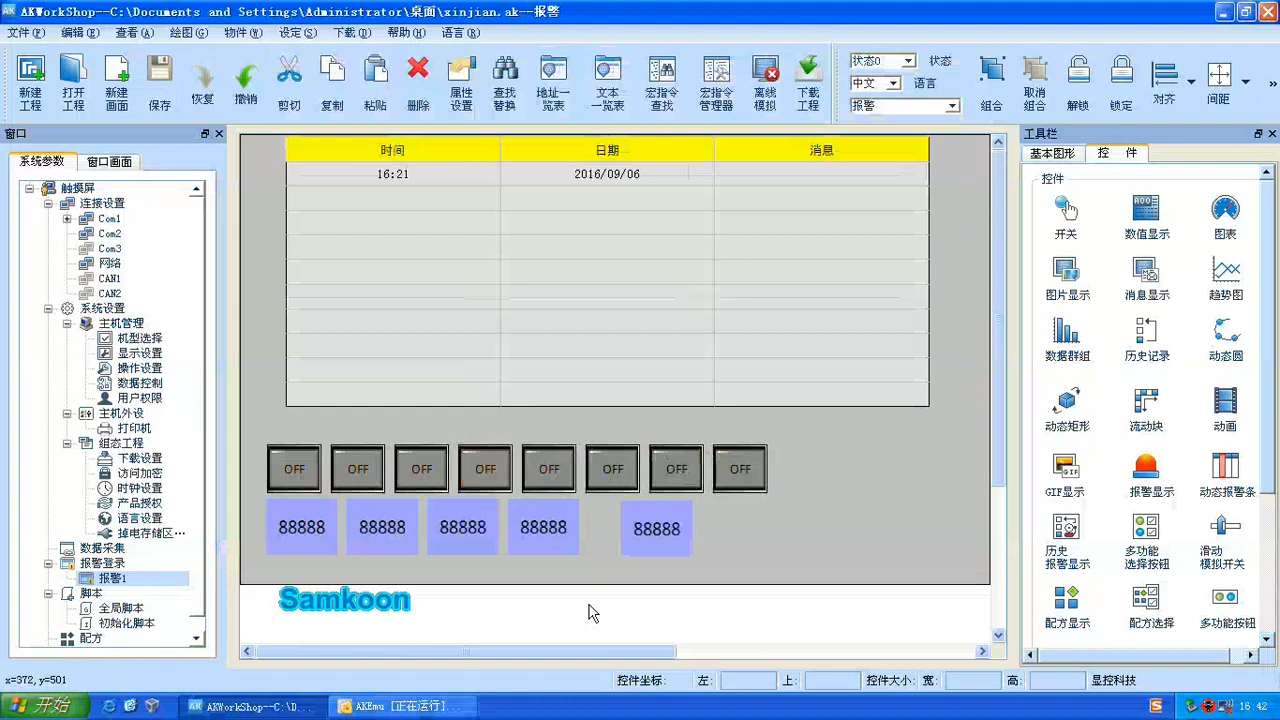 AKWorkShop--C:\Documents and Settings\Administrator\桌面\xinjian.ak--报警
文件(F) 编辑(E) 查看(A) 绘图(G) 物件(W) 设定(S) 下载(D) 帮助(H) 语言(R)
新建工程 打开工程 新建画面 保存 恢复 撤销 剪切 复制 粘贴 删除 属性设置 查找替换 地址一览表 文本一览表 宏指令查找 宏指令管理器 离线模拟 下载工程
状态0 状态
中文 语言
报警
组合 取消组合 解锁 锁定 对齐 间距
窗口
系统参数 窗口画面
触摸屏
连接设置
Com1
Com2
Com3
网络
CAN1
CAN2
系统设置
主机管理
机型选择
显示设置
操作设置
数据控制
用户权限
主机外设
打印机
组态工程
下载设置
访问加密
时钟设置
产品授权
语言设置
掉电存储区...
数据采集
报警登录
报警1
脚本
全局脚本
初始化脚本
配方
时间 日期 消息
16:21 2016/09/06
OFF OFF OFF OFF OFF OFF OFF OFF
88888 88888 88888 88888 88888
Samkoon
工具栏
基本图形 控 件
控件
开关 数值显示 图表
图片显示 消息显示 趋势图
数据群组 历史记录 动态圆
动态矩形 流动块 动画
GIF显示 报警显示 动态报警条
历史报警显示 多功能选择按钮 滑动模拟开关
配方显示 配方选择 多功能按钮
x=372, y=501 控件坐标: 左: 上: 控件大小: 宽: 高: 显控科技
开始 AKWorkShop--C:\D... AKEmu [正在运行] 16:42